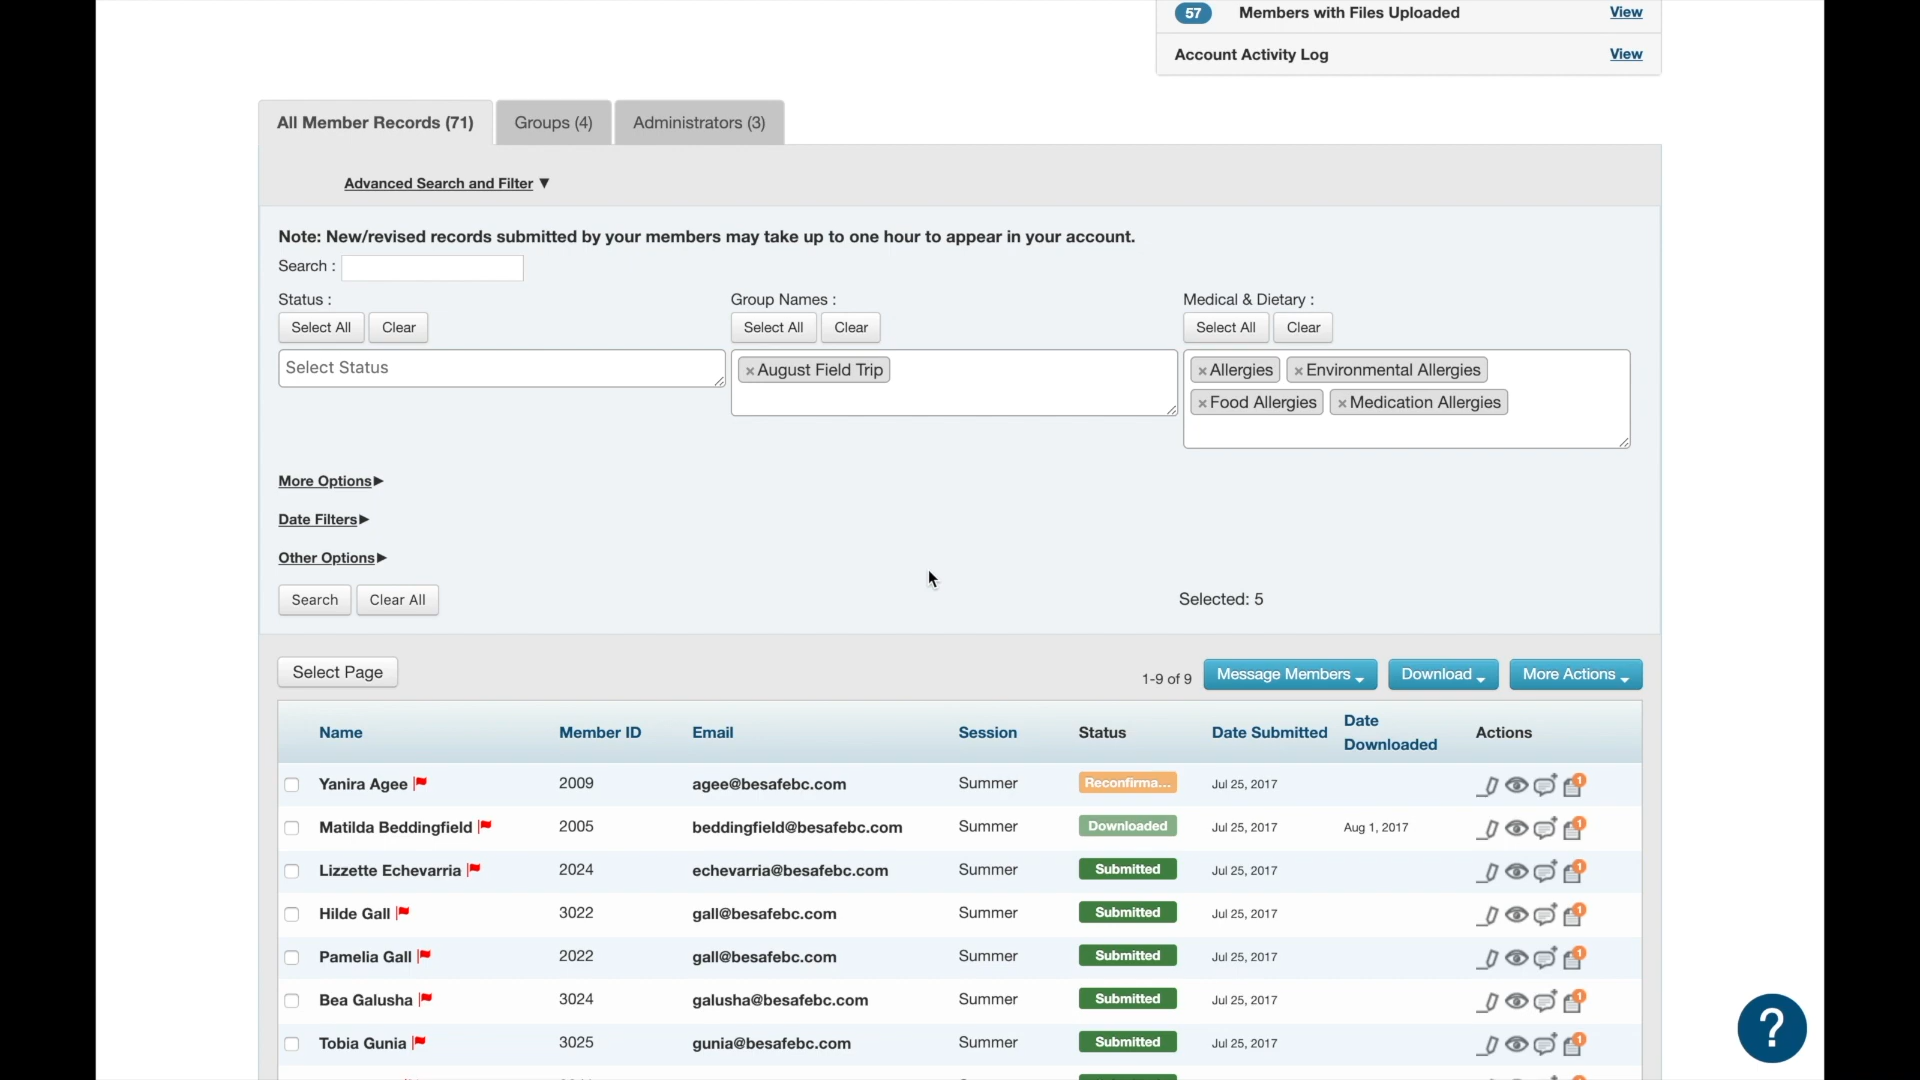 57 Members with Files Uploaded View
Account Activity Log View
All Member Records (71) Groups (4) Administrators (3)
Advanced Search and Filter ▼
Note: New/revised records submitted by your members may take up to one hour to appear in your account.
Search :
Status : Group Names : Medical & Dietary :
Select All Clear Select All Clear Select All Clear
Select Status ×August Field Trip ×Allergies ×Environmental Allergies
×Food Allergies ×Medication Allergies
More Options▶
Date Filters▶
Other Options▶
Search Clear All Selected: 5
Select Page 1-9 of 9 Message Members Download More Actions
Name Member ID Email Session Status Date Submitted Date Downloaded Actions
Yanira Agee 2009 agee@besafebc.com Summer Reconfirma... Jul 25, 2017 1
Matilda Beddingfield 2005 beddingfield@besafebc.com Summer Downloaded Jul 25, 2017 Aug 1, 2017 1
Lizzette Echevarria 2024 echevarria@besafebc.com Summer Submitted Jul 25, 2017 1
Hilde Gall 3022 gall@besafebc.com Summer Submitted Jul 25, 2017 1
Pamelia Gall 2022 gall@besafebc.com Summer Submitted Jul 25, 2017 1
Bea Galusha 3024 galusha@besafebc.com Summer Submitted Jul 25, 2017 1
Tobia Gunia 3025 gunia@besafebc.com Summer Submitted Jul 25, 2017 1
?